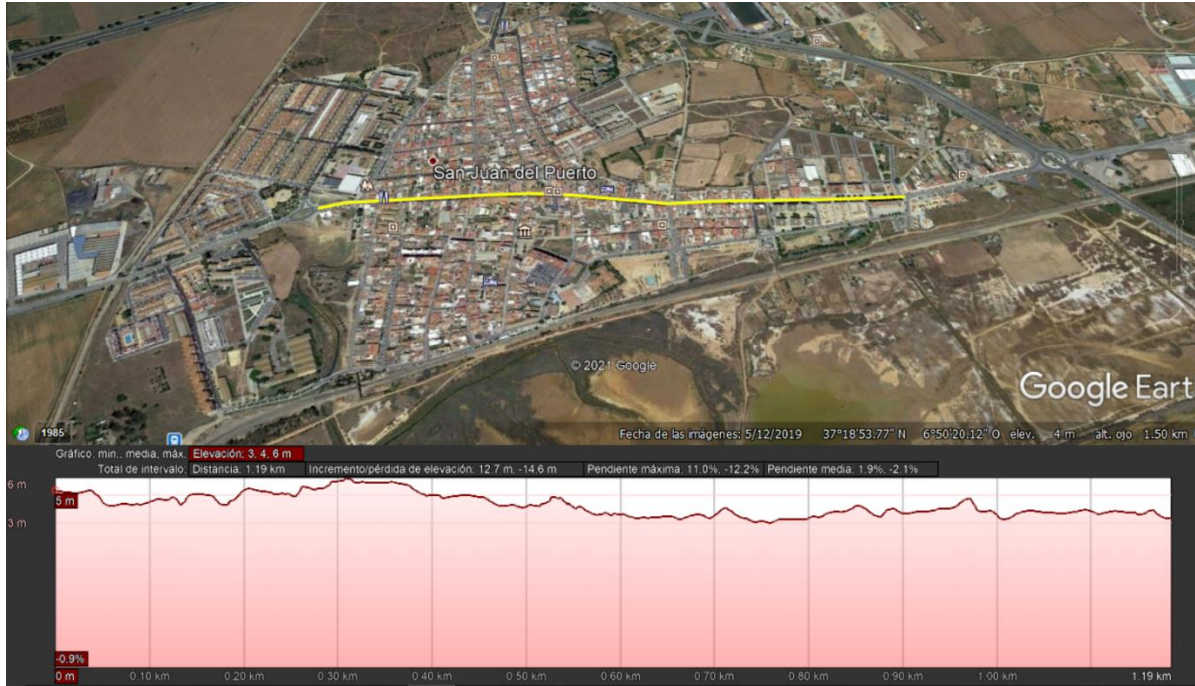 San Juan del Puerto
© 2021 Google
Google Eart
1985
Fecha de las imágenes: 5/12/2019 37°18'53.77" N 6°50'20.12" O elev. 4 m alt. ojo 1.50 km
Gráfico: min., media, máx. Elevación: 3, 4, 6 m
Total de intervalo: Distancia: 1.19 km Incremento/pérdida de elevación: 12.7 m, -14.6 m Pendiente máxima: 11.0%, -12.2% Pendiente media: 1.9%, -2.1%
6 m
5 m
3 m
-0.9%
0 m 0.10 km 0.20 km 0.30 km 0.40 km 0.50 km 0.60 km 0.70 km 0.80 km 0.90 km 1.00 km 1.19 km